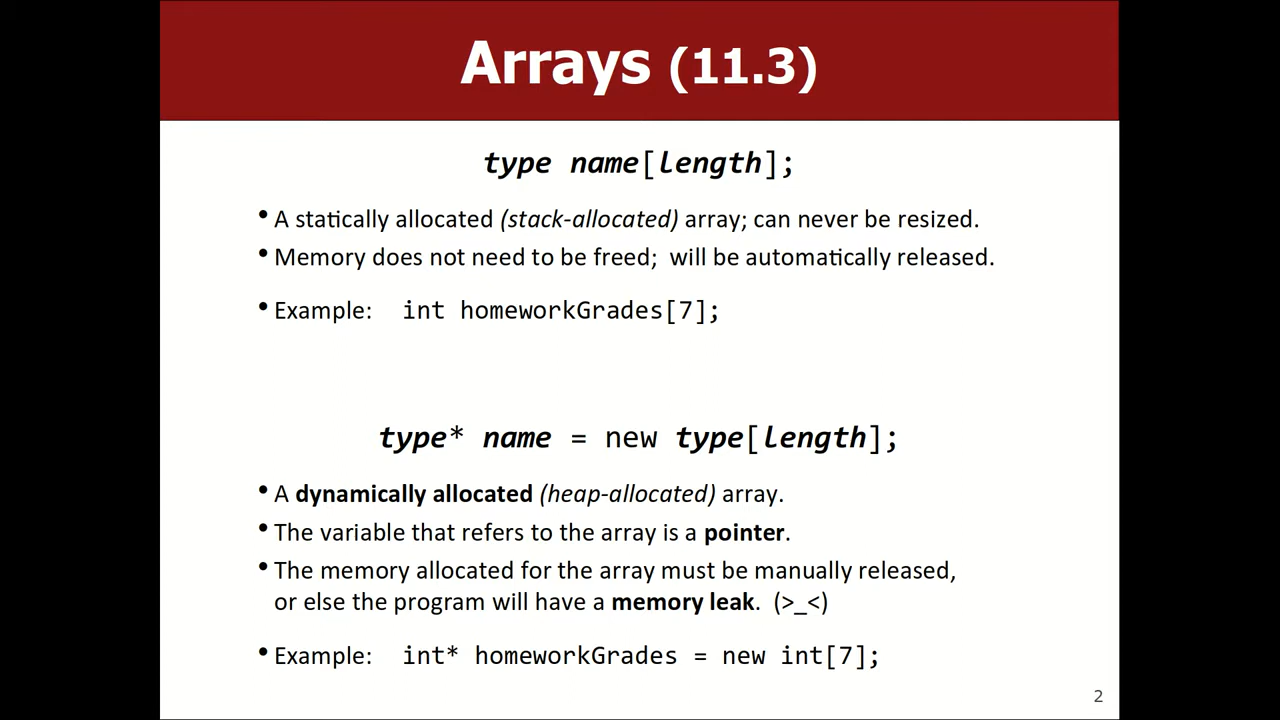 Arrays (11.3)
type name[length];
• A statically allocated (stack-allocated) array; can never be resized.
• Memory does not need to be freed;  will be automatically released.
• Example:   int homeworkGrades[7];
type* name = new type[length];
• A dynamically allocated (heap-allocated) array.
• The variable that refers to the array is a pointer.
• The memory allocated for the array must be manually released,
or else the program will have a memory leak.  (>_<)
• Example:   int* homeworkGrades = new int[7];
2